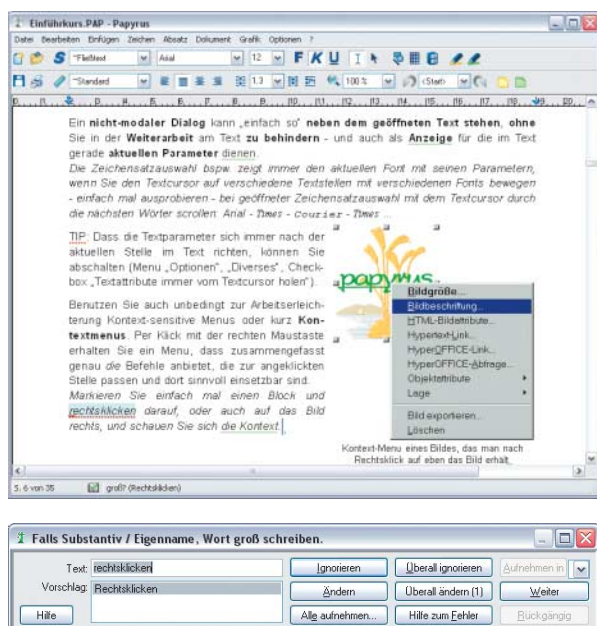 Einführkurs.PAP - Papyrus
Datei Bearbeiten Einfügen Zeichen Absatz Dokument Grafik Optionen ?
S "Fließtext Arial 12 F K U
"Standard 1.3 100 % (Start)
Ein nicht-modaler Dialog kann „einfach so" neben dem geöffneten Text stehen, ohne
Sie in der Weiterarbeit am Text zu behindern - und auch als Anzeige für die im Text
gerade aktuellen Parameter dienen.
Die Zeichensatzauswahl bspw. zeigt immer den aktuellen Font mit seinen Parametern,
wenn Sie den Textcursor auf verschiedene Textstellen mit verschiedenen Fonts bewegen
- einfach mal ausprobieren - bei geöffneter Zeichensatzauswahl mit dem Textcursor durch
die nächsten Wörter scrollen: Arial - Times - Courier - Times ...
TIP: Dass die Textparameter sich immer nach der
aktuellen Stelle im Text richten, können Sie
abschalten (Menu „Optionen", „Diverses", Check-
box „Textattribute immer vom Textcursor holen").
Benutzen Sie auch unbedingt zur Arbeitserleich-
terung Kontext-sensitive Menus oder kurz Kon-
textmenus. Per Klick mit der rechten Maustaste
erhalten Sie ein Menu, dass zusammengefasst
genau die Befehle anbietet, die zur angeklickten
Stelle passen und dort sinnvoll einsetzbar sind.
Markieren Sie einfach mal einen Block und
rechtsklicken darauf, oder auch auf das Bild
rechts, und schauen Sie sich die Kontext
papyrus
Bildgröße...
Bildbeschriftung...
HTML-Bildattribute...
Hypertext-Link...
HyperOFFICE-Link...
HyperOFFICE-Abfrage...
Objektattribute
Lage
Bild exportieren...
Löschen
Kontext-Menu eines Bildes, das man nach
Rechtsklick auf eben das Bild erhält
S. 6 von 35 groß? (Rechtsklicken)
Falls Substantiv / Eigenname, Wort groß schreiben.
Text: rechtsklicken Ignorieren Überall ignorieren Aufnehmen in
Vorschlag: Rechtsklicken Ändern Überall ändern (1) Weiter
Hilfe Alle aufnehmen... Hilfe zum Fehler Rückgängig